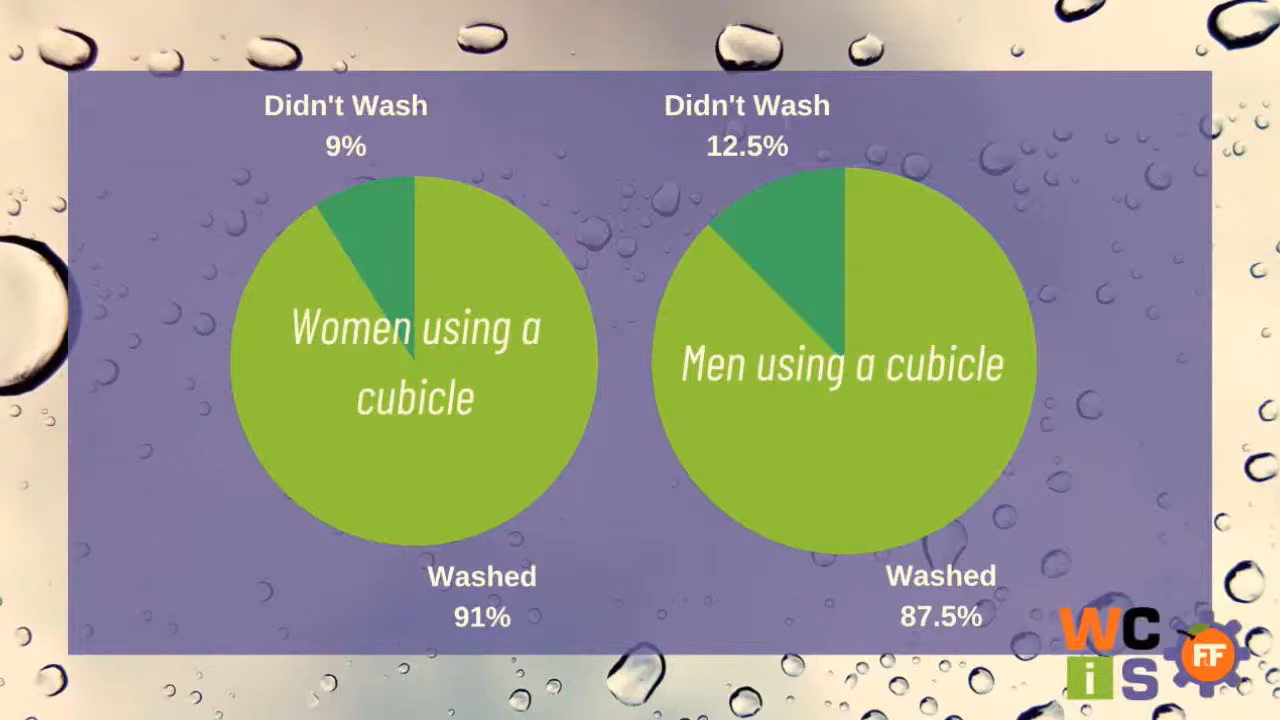 Didn't Wash
9%
Didn't Wash
12.5%
Women using a
cubicle
Men using a cubicle
Washed
91%
Washed
87.5%
WC
iS
F&F